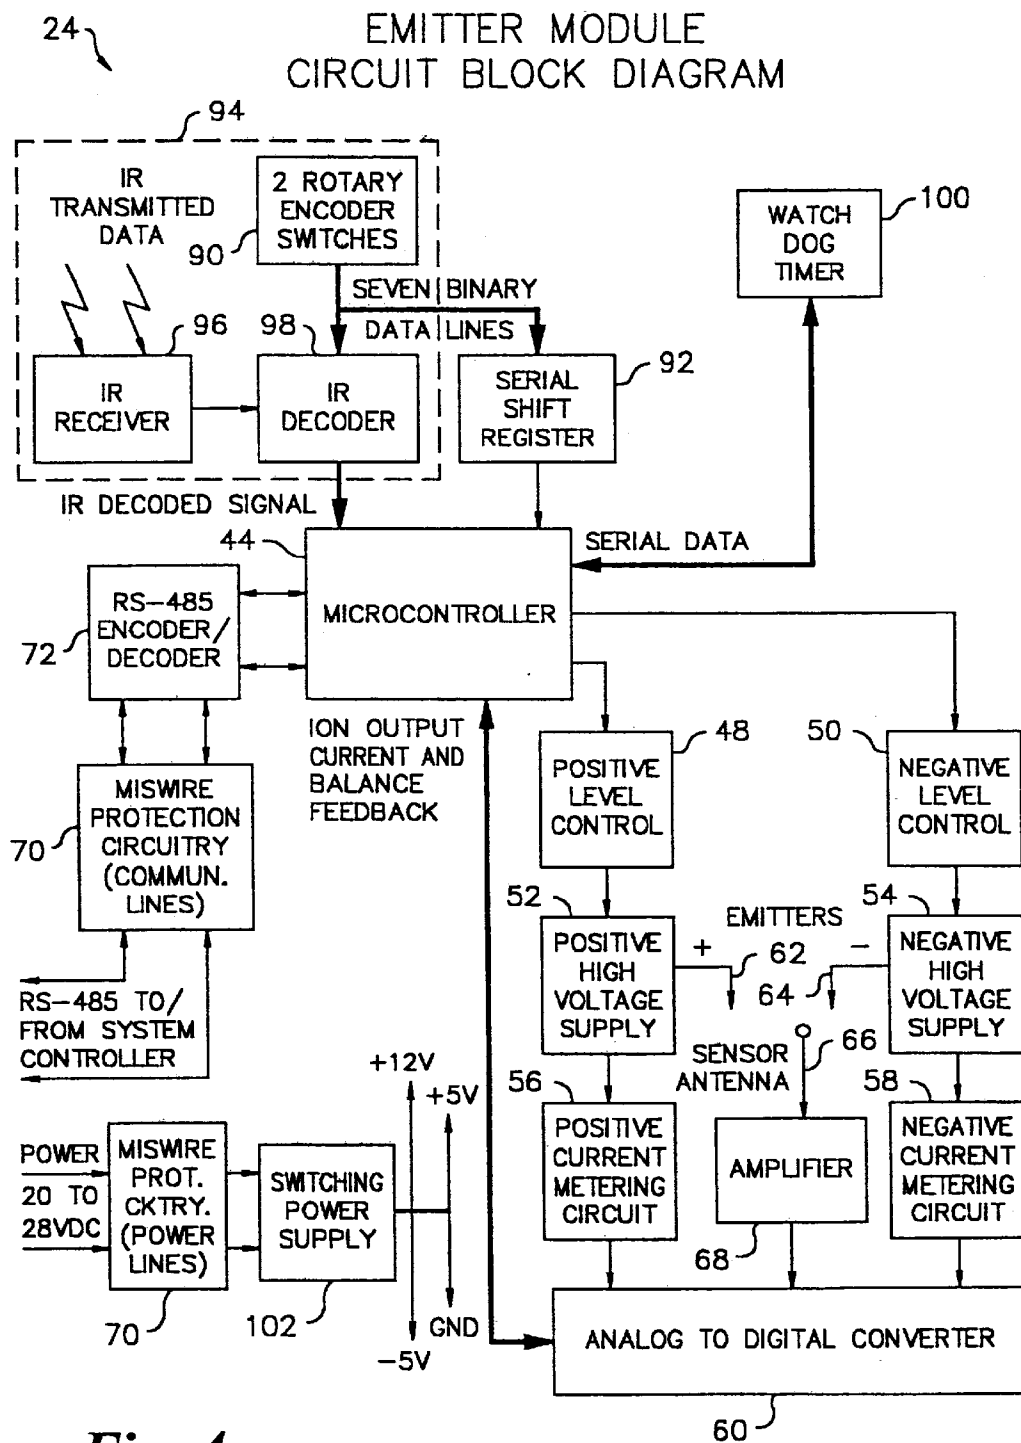 24
EMITTER MODULE
CIRCUIT BLOCK DIAGRAM
94
IR
TRANSMITTED
DATA
2 ROTARY
ENCODER
SWITCHES
90
WATCH
DOG
TIMER
100
SEVEN BINARY
DATA LINES
96
98
92
IR
RECEIVER
IR
DECODER
SERIAL
SHIFT
REGISTER
IR DECODED SIGNAL
44
SERIAL DATA
MICROCONTROLLER
RS-485
ENCODER/
DECODER
72
ION OUTPUT
CURRENT AND
BALANCE
FEEDBACK
48
50
POSITIVE
LEVEL
CONTROL
NEGATIVE
LEVEL
CONTROL
MISWIRE
PROTECTION
CIRCUITRY
(COMMUN.
LINES)
70
52
EMITTERS
54
POSITIVE
HIGH
VOLTAGE
SUPPLY
+
62
−
64
NEGATIVE
HIGH
VOLTAGE
SUPPLY
RS-485 TO/
FROM SYSTEM
CONTROLLER
SENSOR
ANTENNA
66
56
58
+12V
+5V
POSITIVE
CURRENT
METERING
CIRCUIT
AMPLIFIER
68
NEGATIVE
CURRENT
METERING
CIRCUIT
POWER
20 TO
28VDC
MISWIRE
PROT.
CKTRY.
(POWER
LINES)
70
SWITCHING
POWER
SUPPLY
102
GND
-5V
ANALOG TO DIGITAL CONVERTER
60